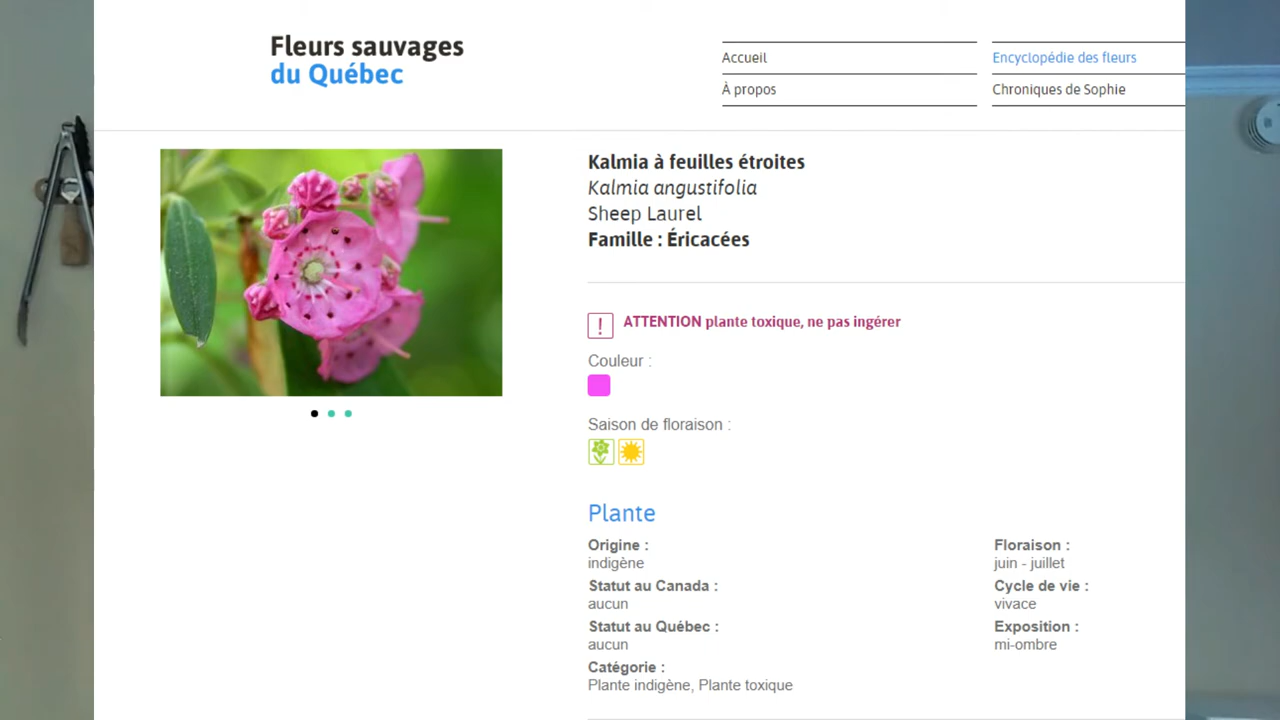 Fleurs sauvages
du Québec
Accueil
Encyclopédie des fleurs
À propos
Chroniques de Sophie
Kalmia à feuilles étroites
Kalmia angustifolia
Sheep Laurel
Famille : Éricacées
! ATTENTION plante toxique, ne pas ingérer
Couleur :
Saison de floraison :
Plante
Origine :
indigène
Statut au Canada :
aucun
Statut au Québec :
aucun
Catégorie :
Plante indigène, Plante toxique
Floraison :
juin - juillet
Cycle de vie :
vivace
Exposition :
mi-ombre